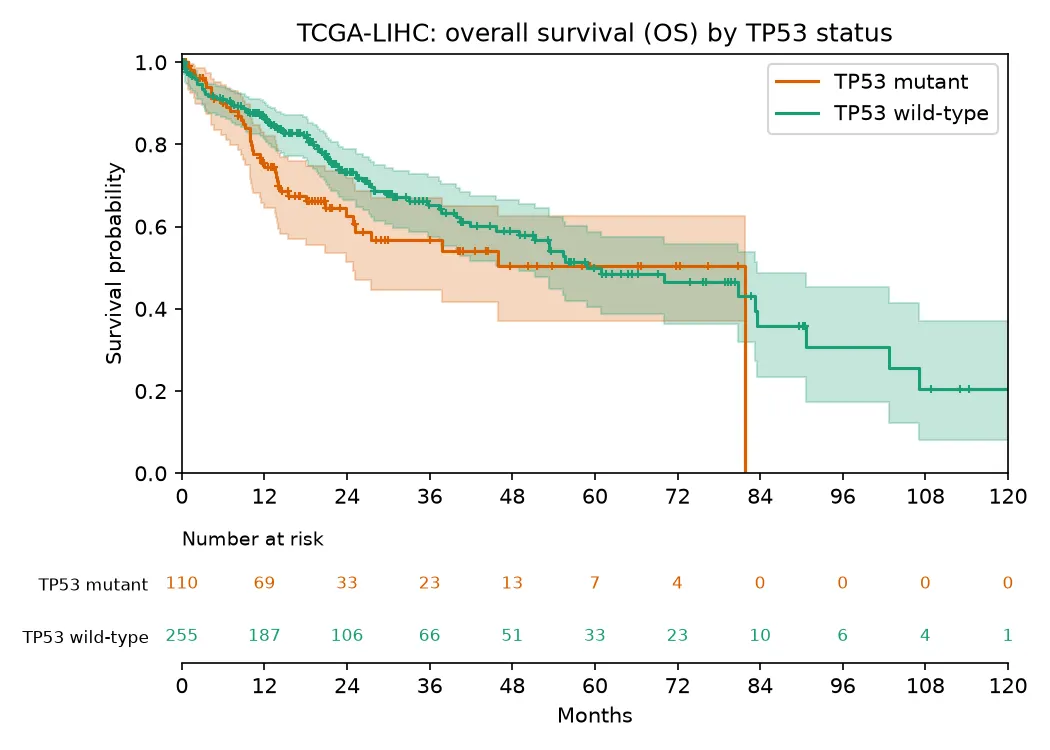 TCGA-LIHC: overall survival (OS) by TP53 status
TP53 mutant
TP53 wild-type
Survival probability
1.0
0.8
0.6
0.4
0.2
0.0
0 12 24 36 48 60 72 84 96 108 120
Number at risk
TP53 mutant 110 69 33 23 13 7 4 0 0 0 0
TP53 wild-type 255 187 106 66 51 33 23 10 6 4 1
0 12 24 36 48 60 72 84 96 108 120
Months